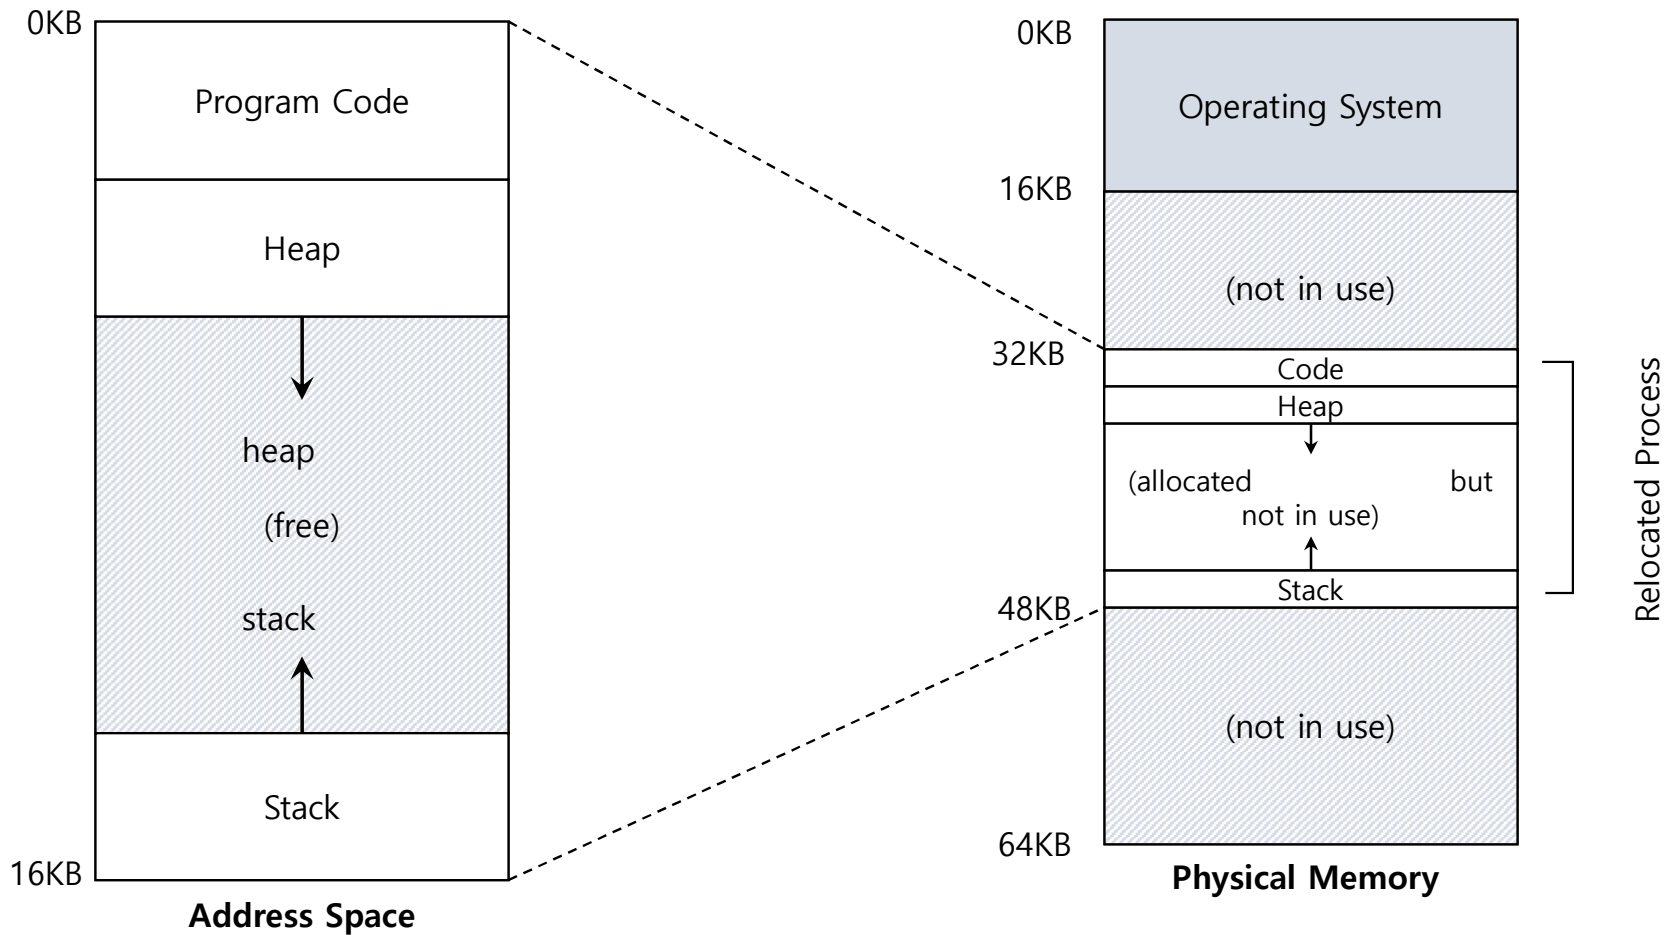 0KB
Program Code
Heap
heap
(free)
stack
Stack
16KB
Address Space
0KB
Operating System
16KB
(not in use)
32KB
Code
Heap
(allocated but
not in use)
Stack
48KB
(not in use)
64KB
Physical Memory
Relocated Process